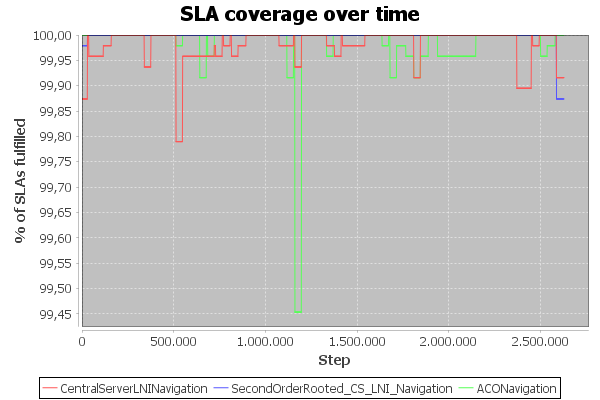 SLA coverage over time
% of SLAs fulfilled
100,00
99,95
99,90
99,85
99,80
99,75
99,70
99,65
99,60
99,55
99,50
99,45
0 500.000 1.000.000 1.500.000 2.000.000 2.500.000
Step
CentralServerLNINavigation SecondOrderRooted_CS_LNI_Navigation ACONavigation